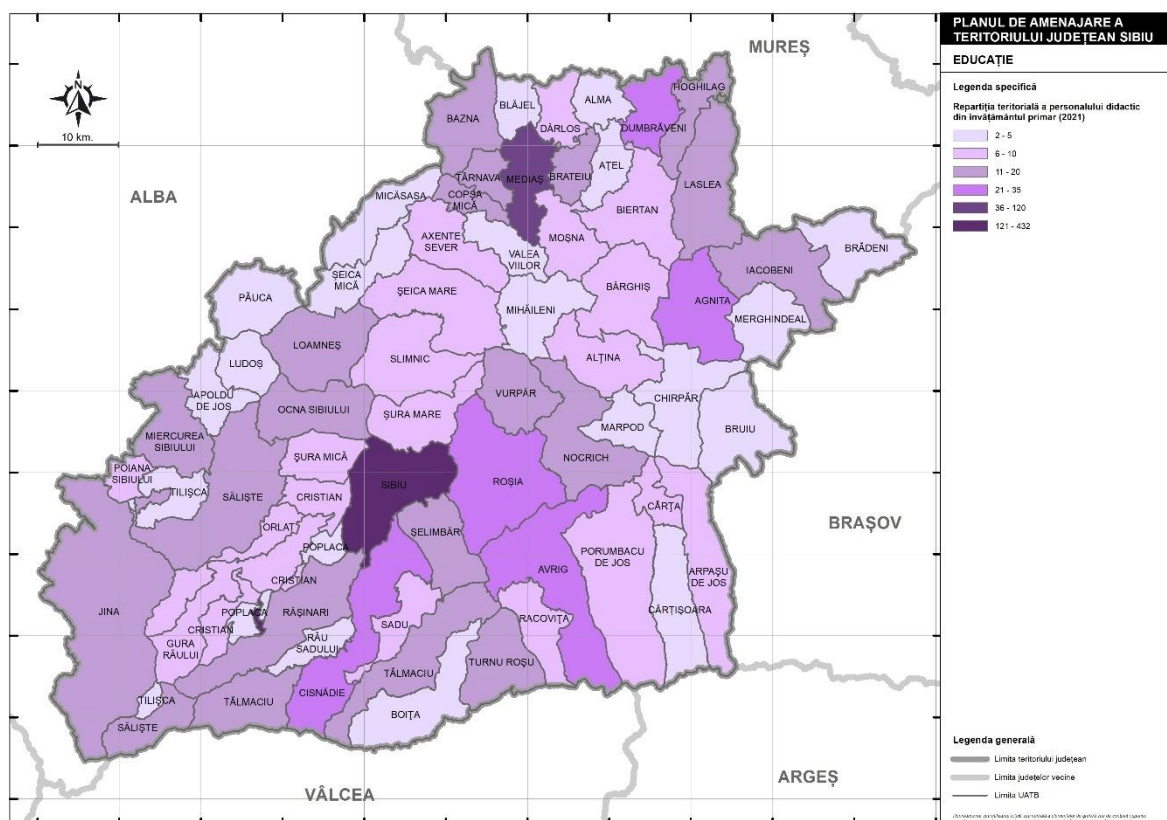 PLANUL DE AMENAJARE A
TERITORIULUI JUDEȚEAN SIBIU
EDUCAȚIE
Legenda specifică
Repartiția teritorială a personalului didactic
din învățământul primar (2021)
2 - 5
6 - 10
11 - 20
21 - 35
36 - 120
121 - 432
N
10 km.
MUREȘ
ALBA
BRAȘOV
ARGEȘ
VÂLCEA
HOGHILAG
BLĂJEL
ALMA
BAZNA
DÂRLOS
DUMBRĂVENI
AȚEL
TÂRNAVA
MEDIAȘ
BRATEIU
LASLEA
MICĂSASA
COPȘA
MICĂ
BIERTAN
AXENTE
SEVER
MOȘNA
VALEA
VIILOR
BRĂDENI
IACOBENI
ȘEICA
MICĂ
PĂUCA
ȘEICA MARE
BÂRGHIȘ
AGNITA
MIHĂILENI
MERGHINDEAL
LOAMNEȘ
SLIMNIC
ALȚINA
LUDOȘ
APOLDU
DE JOS
VURPĂR
CHIRPĂR
OCNA SIBIULUI
ȘURA MARE
MARPOD
BRUIU
MIERCUREA
SIBIULUI
ȘURA MICĂ
NOCRICH
POIANA
SIBIULUI
SIBIU
ROȘIA
TILIȘCA
SĂLIȘTE
CRISTIAN
CÂRȚA
ORLAT
ȘELIMBĂR
POPLACA
PORUMBACU
DE JOS
AVRIG
ARPAȘU
DE JOS
CRISTIAN
JINA
POPLACA
RĂȘINARI
CÂRȚIȘOARA
SADU
RACOVIȚA
CRISTIAN
GURA
RÂULUI
RÂU
SADULUI
TURNU ROȘU
TĂLMACIU
CISNĂDIE
TILIȘCA
TĂLMACIU
BOIȚA
SĂLIȘTE
Legenda generală
Limita teritoriului județean
Limita județelor vecine
Limita UATB